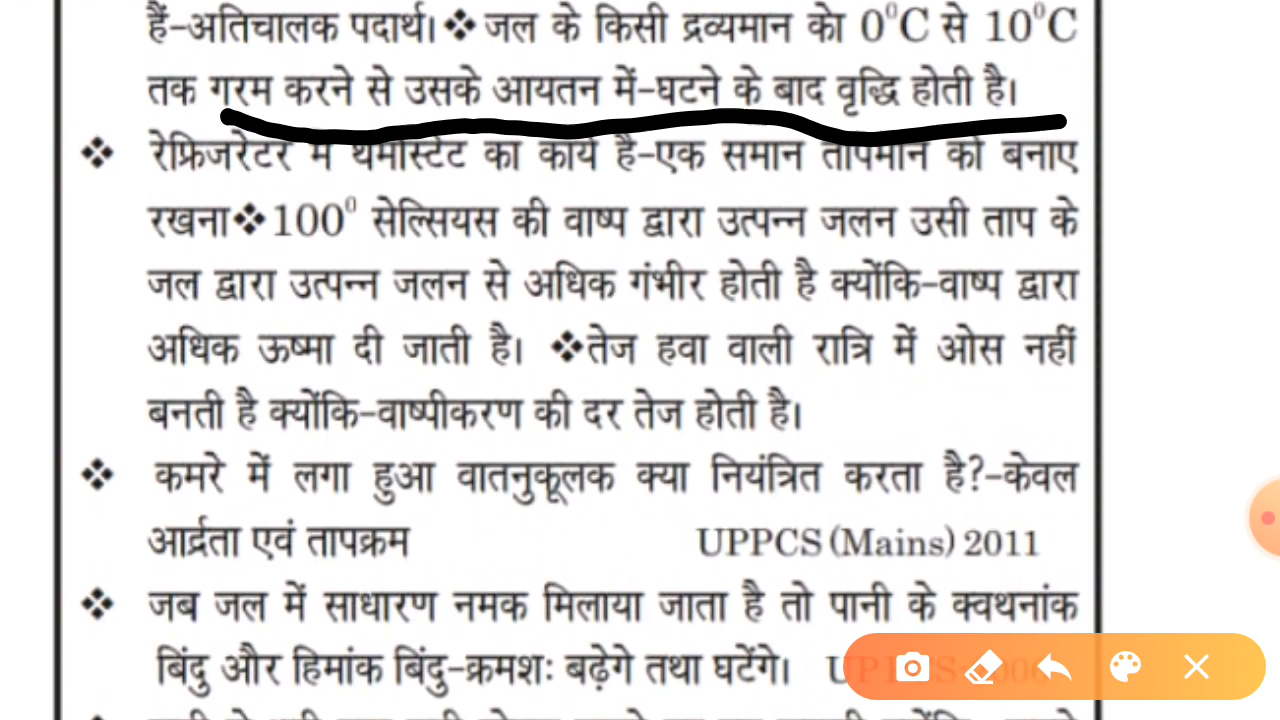 हैं-अतिचालक पदार्थ। ❖ जल के किसी द्रव्यमान केा 0⁰C से 10⁰C
तक गरम करने से उसके आयतन में-घटने के बाद वृद्धि होती है।
❖ रेफ्रिजरेटर में थर्मास्टेट का कार्य है-एक समान तापमान को बनाए
रखना❖100⁰ सेल्सियस की वाष्प द्वारा उत्पन्न जलन उसी ताप के
जल द्वारा उत्पन्न जलन से अधिक गंभीर होती है क्योंकि-वाष्प द्वारा
अधिक ऊष्मा दी जाती है। ❖तेज हवा वाली रात्रि में ओस नहीं
बनती है क्योंकि-वाष्पीकरण की दर तेज होती है।
❖ कमरे में लगा हुआ वातनुकूलक क्या नियंत्रित करता है?-केवल
आर्द्रता एवं तापक्रम UPPCS (Mains) 2011
❖ जब जल में साधारण नमक मिलाया जाता है तो पानी के क्वथनांक
बिंदु और हिमांक बिंदु-क्रमशः बढ़ेगे तथा घटेंगे।